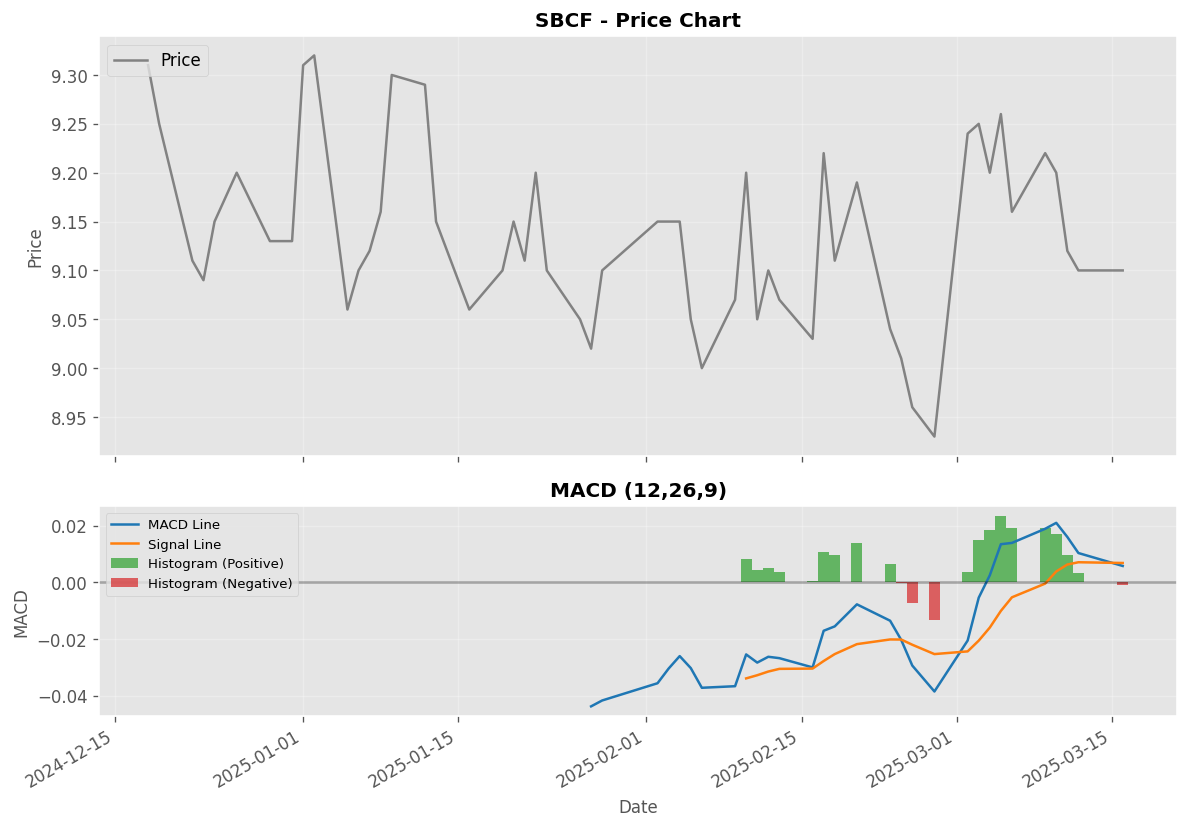 SBCF - Price Chart
Price
9.30
9.25
9.20
9.15
9.10
9.05
9.00
8.95
Price
MACD (12,26,9)
MACD Line
Signal Line
Histogram (Positive)
Histogram (Negative)
0.02
0.00
−0.02
−0.04
MACD
2024-12-15
2025-01-01
2025-01-15
2025-02-01
2025-02-15
2025-03-01
2025-03-15
Date